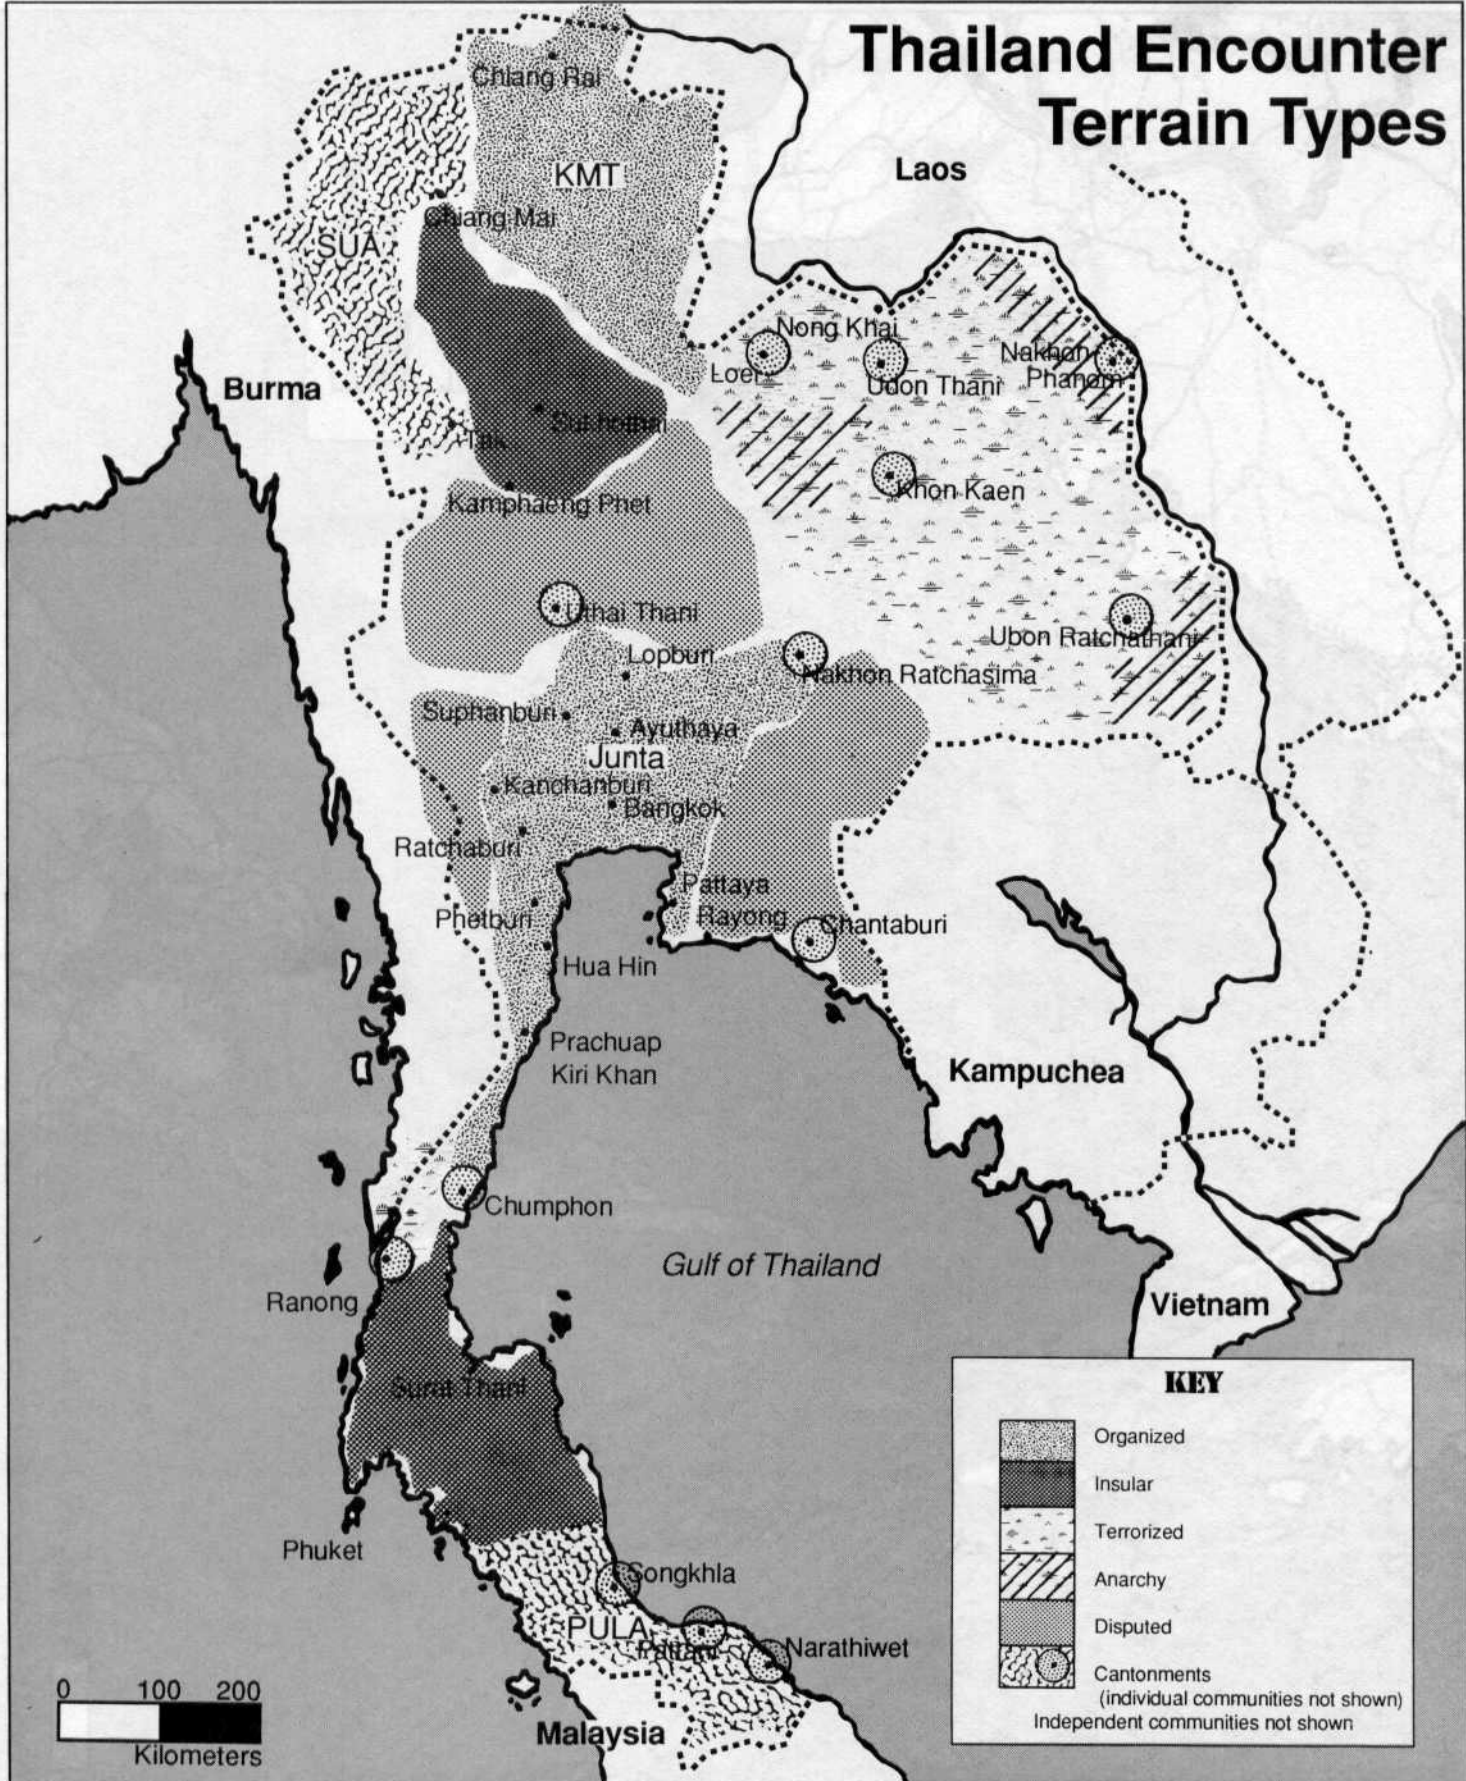 Thailand Encounter
Terrain Types
Chiang Rai
KMT
Laos
Chiang Mai
SUA
Nong Khai
Nakhon
Phanom
Loei
Udon Thani
Burma
Sukhothai
Tak
Khon Kaen
Kamphaeng Phet
Uthai Thani
Ubon Ratchathani
Lopburi
Nakhon Ratchasima
Suphanburi
Ayuthaya
Junta
Kanchanburi
Bangkok
Ratchaburi
Pattaya
Phetburi
Rayong
Chantaburi
Hua Hin
Prachuap
Kiri Khan
Kampuchea
Chumphon
Gulf of Thailand
Ranong
Vietnam
Surat Thani
Phuket
Songkhla
PULA
Pattani
Narathiwet
Malaysia
0 100 200
Kilometers
KEY
Organized
Insular
Terrorized
Anarchy
Disputed
Cantonments
(individual communities not shown)
Independent communities not shown